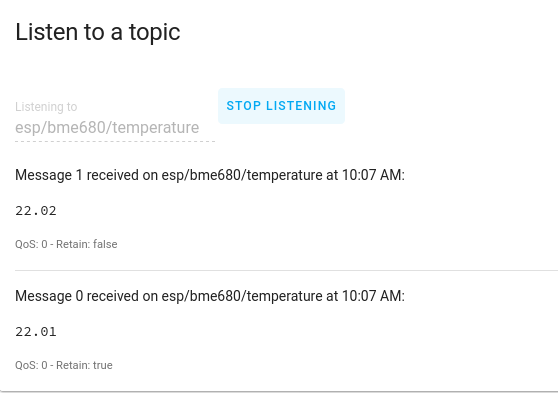 Listen to a topic
Listening to
esp/bme680/temperature
STOP LISTENING
Message 1 received on esp/bme680/temperature at 10:07 AM:
22.02
QoS: 0 - Retain: false
Message 0 received on esp/bme680/temperature at 10:07 AM:
22.01
QoS: 0 - Retain: true